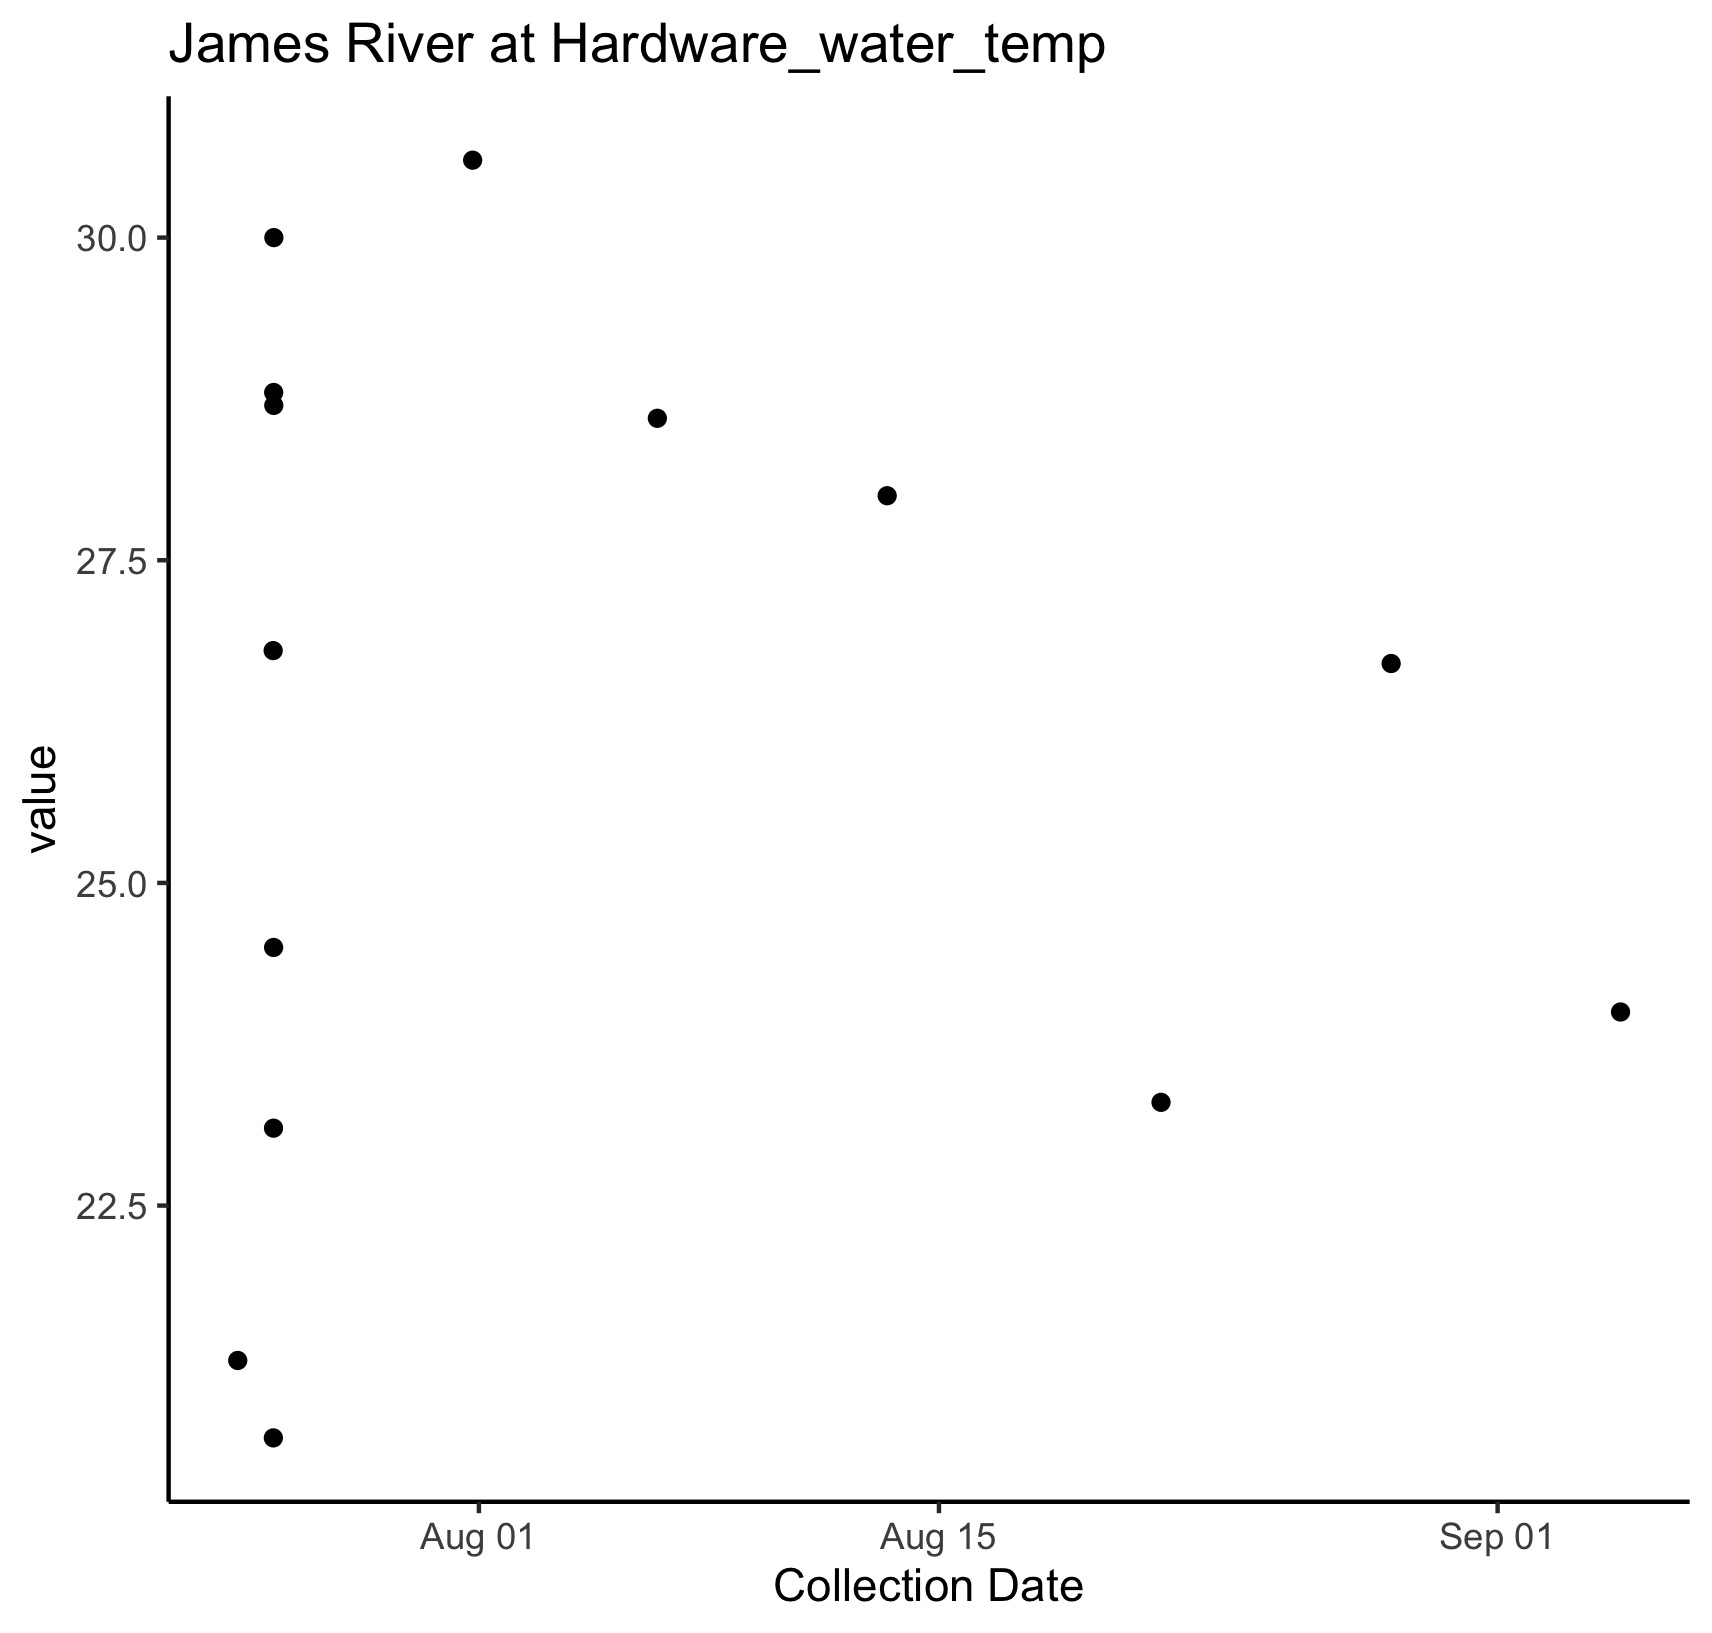 James River at Hardware_water_temp
value
30.0
27.5
25.0
22.5
Aug 01 Aug 15 Sep 01
Collection Date